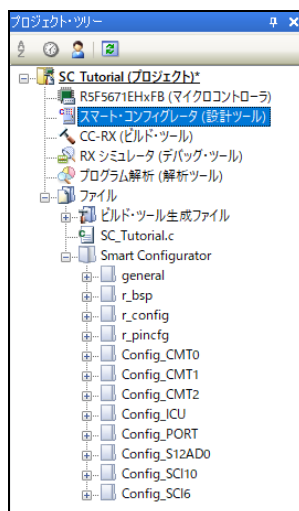 プロジェクト・ツリー
SC_Tutorial (プロジェクト)*
R5F5671EHxFB (マイクロコントローラ)
スマート・コンフィグレータ (設計ツール)
CC-RX (ビルド・ツール)
RX シミュレータ (デバッグ・ツール)
プログラム解析 (解析ツール)
ファイル
ビルド・ツール生成ファイル
SC_Tutorial.c
Smart Configurator
general
r_bsp
r_config
r_pincfg
Config_CMT0
Config_CMT1
Config_CMT2
Config_ICU
Config_PORT
Config_S12AD0
Config_SCI10
Config_SCI6